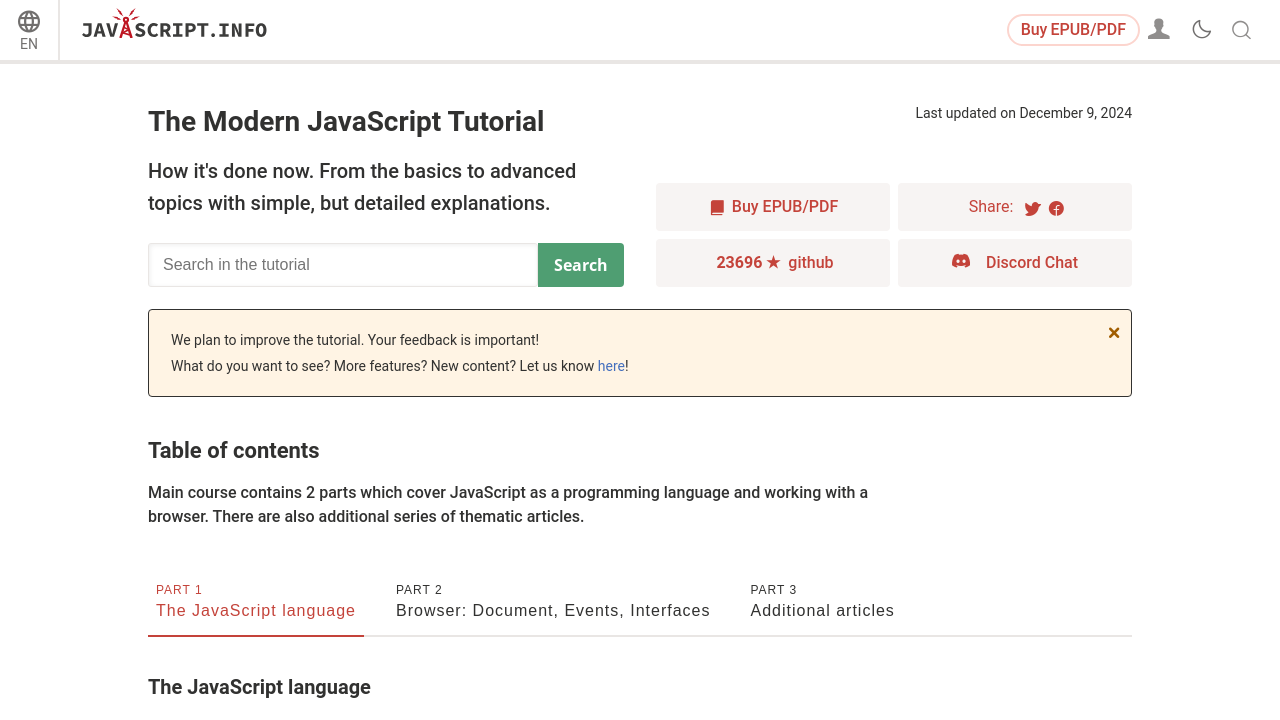 EN
JAVASCRIPT.INFO
Buy EPUB/PDF
The Modern JavaScript Tutorial
Last updated on December 9, 2024
How it's done now. From the basics to advanced
topics with simple, but detailed explanations.
Search in the tutorial
Search
Buy EPUB/PDF
Share:
23696 ★ github
Discord Chat
We plan to improve the tutorial. Your feedback is important!
What do you want to see? More features? New content? Let us know here!
Table of contents
Main course contains 2 parts which cover JavaScript as a programming language and working with a
browser. There are also additional series of thematic articles.
PART 1
The JavaScript language
PART 2
Browser: Document, Events, Interfaces
PART 3
Additional articles
The JavaScript language